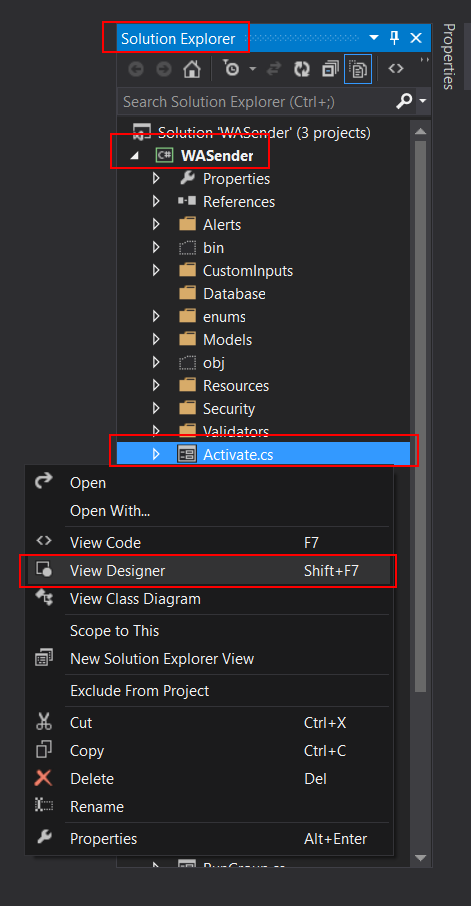 Solution Explorer
Properties
Search Solution Explorer (Ctrl+;)
Solution 'WASender' (3 projects)
C# WASender
Properties
References
Alerts
bin
CustomInputs
Database
enums
Models
obj
Resources
Security
Validators
Activate.cs
Open
Open With...
View Code F7
View Designer Shift+F7
View Class Diagram
Scope to This
New Solution Explorer View
Exclude From Project
Cut Ctrl+X
Copy Ctrl+C
Delete Del
Rename
Properties Alt+Enter
RunGroup.cs